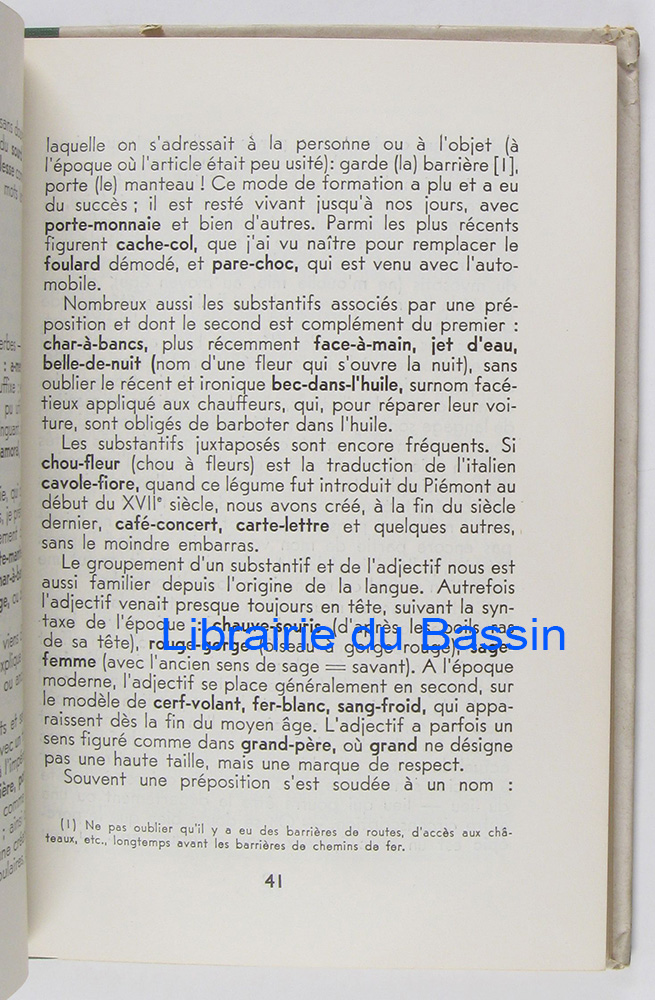 laquelle on s'adressait à la personne ou à l'objet (à
l'époque où l'article était peu usité): garde (la) barrière [1],
porte (le) manteau ! Ce mode de formation a plu et a eu
du succès ; il est resté vivant jusqu'à nos jours, avec
porte-monnaie et bien d'autres. Parmi les plus récents
figurent cache-col, que j'ai vu naître pour remplacer le
foulard démodé, et pare-choc, qui est venu avec l'auto-
mobile.
Nombreux aussi les substantifs associés par une pré-
position et dont le second est complément du premier :
char-à-bancs, plus récemment face-à-main, jet d'eau,
belle-de-nuit (nom d'une fleur qui s'ouvre la nuit), sans
oublier le récent et ironique bec-dans-l'huile, surnom facé-
tieux appliqué aux chauffeurs, qui, pour réparer leur voi-
ture, sont obligés de barboter dans l'huile.
Les substantifs juxtaposés sont encore fréquents. Si
chou-fleur (chou à fleurs) est la traduction de l'italien
cavole-fiore, quand ce légume fut introduit du Piémont au
début du XVIIe siècle, nous avons créé, à la fin du siècle
dernier, café-concert, carte-lettre et quelques autres,
sans le moindre embarras.
Le groupement d'un substantif et de l'adjectif nous est
aussi familier depuis l'origine de la langue. Autrefois
l'adjectif venait presque toujours en tête, suivant la syn-
taxe de l'époque : chauve-souris (d'après les poils ras
de sa tête), rouge-gorge (oiseau à gorge rouge), sage-
Librairie du Bassin
femme (avec l'ancien sens de sage = savant). A l'époque
moderne, l'adjectif se place généralement en second, sur
le modèle de cerf-volant, fer-blanc, sang-froid, qui appa-
raissent dès la fin du moyen âge. L'adjectif a parfois un
sens figuré comme dans grand-père, où grand ne désigne
pas une haute taille, mais une marque de respect.
Souvent une préposition s'est soudée à un nom :
(1) Ne pas oublier qu'il y a eu des barrières de routes, d'accès aux châ-
teaux, etc., longtemps avant les barrières de chemins de fer.
41